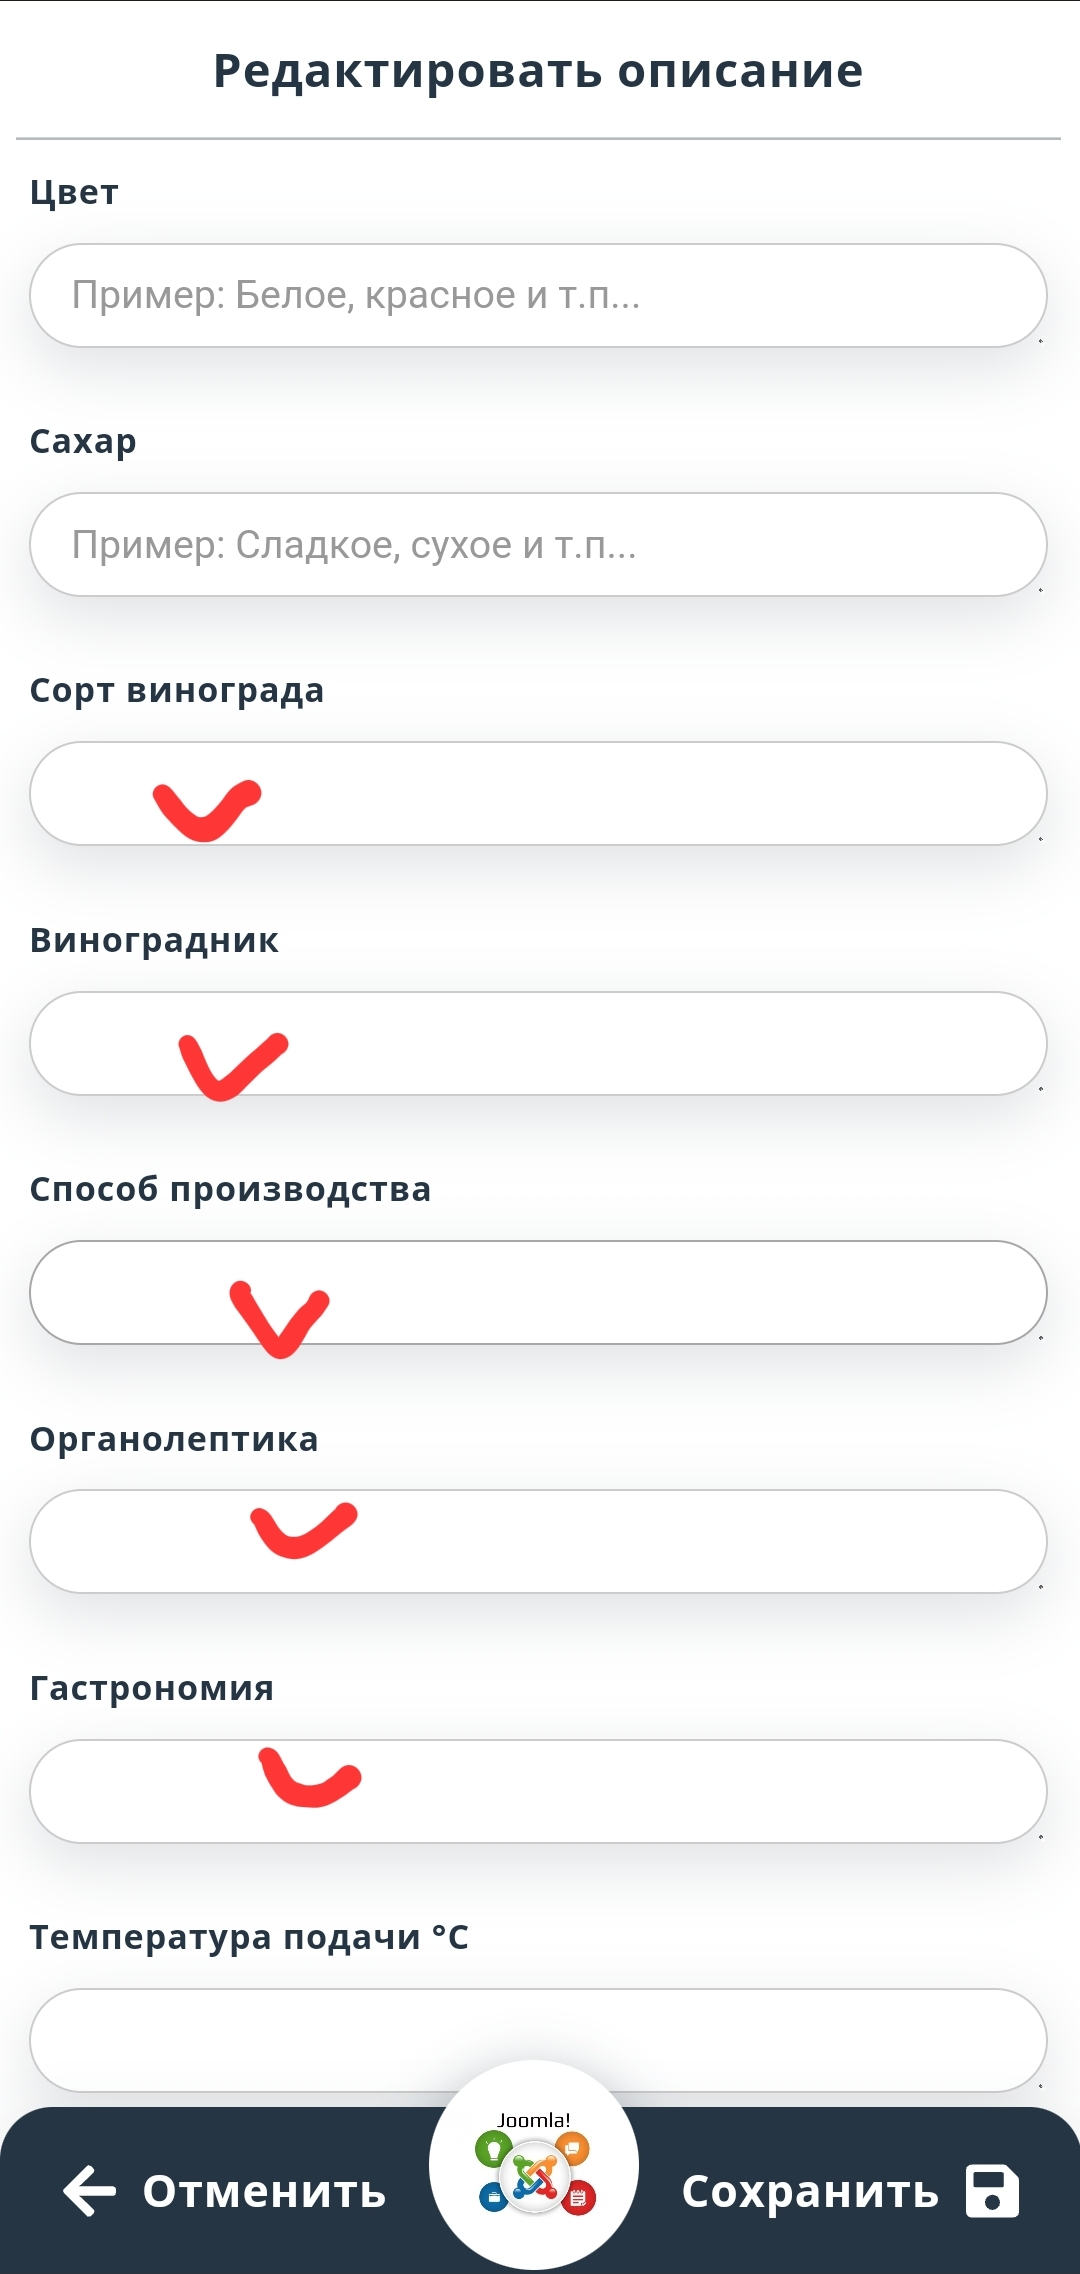 Редактировать описание
Цвет
Пример: Белое, красное и т.п...
Сахар
Пример: Сладкое, сухое и т.п...
Сорт винограда
Виноградник
Способ производства
Органолептика
Гастрономия
Температура подачи °C
Joomla!
Отменить
Сохранить